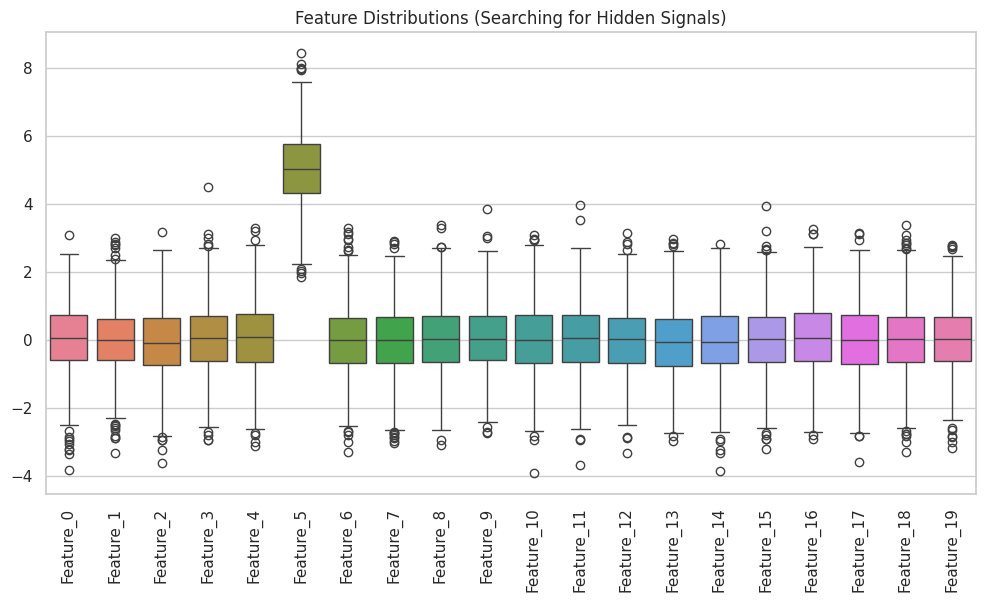 Feature Distributions (Searching for Hidden Signals)
8
6
4
2
0
−2
−4
Feature_0
Feature_1
Feature_2
Feature_3
Feature_4
Feature_5
Feature_6
Feature_7
Feature_8
Feature_9
Feature_10
Feature_11
Feature_12
Feature_13
Feature_14
Feature_15
Feature_16
Feature_17
Feature_18
Feature_19